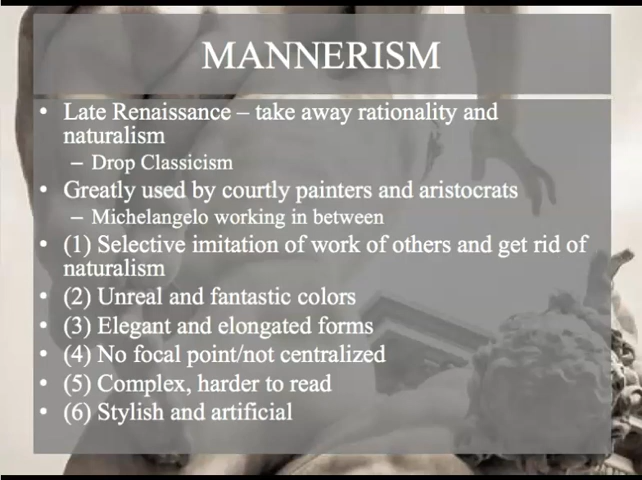 MANNERISM
• Late Renaissance – take away rationality and
naturalism
– Drop Classicism
• Greatly used by courtly painters and aristocrats
– Michelangelo working in between
• (1) Selective imitation of work of others and get rid of
naturalism
• (2) Unreal and fantastic colors
• (3) Elegant and elongated forms
• (4) No focal point/not centralized
• (5) Complex, harder to read
• (6) Stylish and artificial